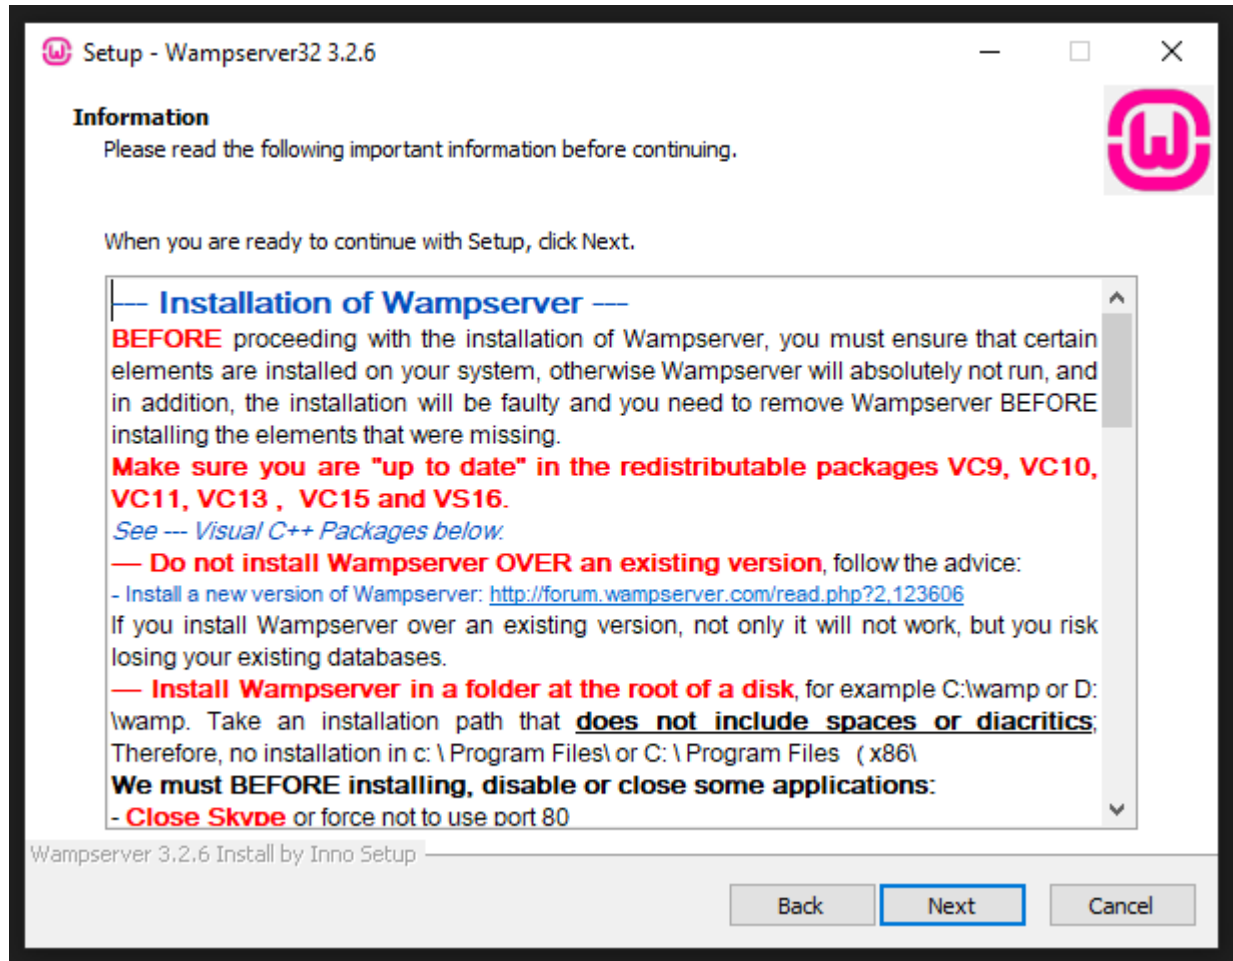 Setup - Wampserver32 3.2.6
Information
Please read the following important information before continuing.
When you are ready to continue with Setup, click Next.
--- Installation of Wampserver ---
BEFORE proceeding with the installation of Wampserver, you must ensure that certain
elements are installed on your system, otherwise Wampserver will absolutely not run, and
in addition, the installation will be faulty and you need to remove Wampserver BEFORE
installing the elements that were missing.
Make sure you are "up to date" in the redistributable packages VC9, VC10,
VC11, VC13 , VC15 and VS16.
See --- Visual C++ Packages below.
— Do not install Wampserver OVER an existing version, follow the advice:
- Install a new version of Wampserver: http://forum.wampserver.com/read.php?2,123606
If you install Wampserver over an existing version, not only it will not work, but you risk
losing your existing databases.
— Install Wampserver in a folder at the root of a disk, for example C:\wamp or D:
\wamp. Take an installation path that does not include spaces or diacritics;
Therefore, no installation in c: \ Program Files\ or C: \ Program Files ( x86\
We must BEFORE installing, disable or close some applications:
- Close Skype or force not to use port 80
Wampserver 3.2.6 Install by Inno Setup
Back
Next
Cancel